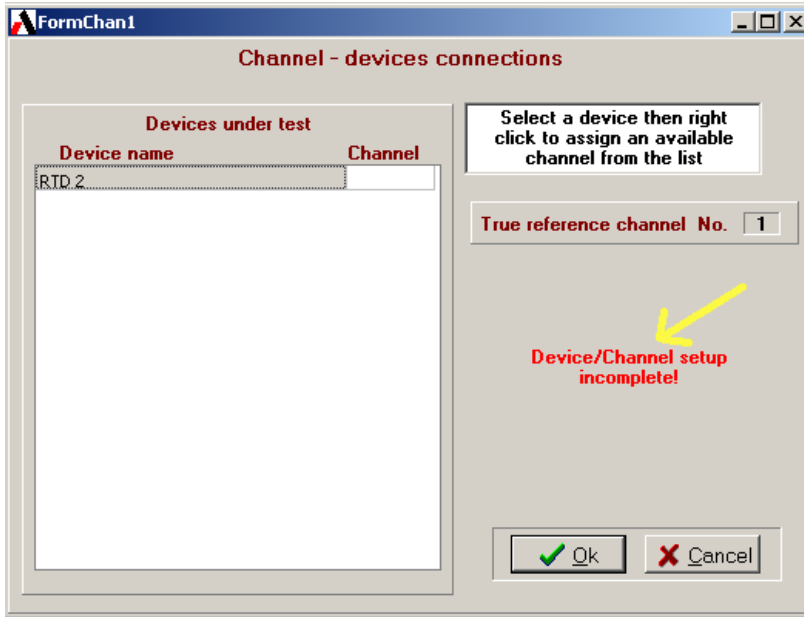 FormChan1
Channel - devices connections
Devices under test
Device name Channel
RTD 2
Select a device then right
click to assign an available
channel from the list
True reference channel No. 1
Device/Channel setup
incomplete!
Ok Cancel